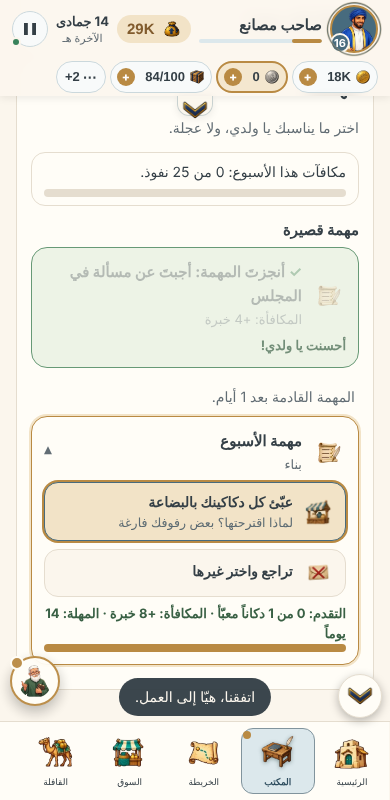 صاحب مصانع
16
29K
14 جمادى
الآخرة هـ
18K
0
84/100
+2 ⋯
اختر ما يناسبك يا ولدي، ولا عجلة.
مكافآت هذا الأسبوع: 0 من 25 نفوذ.
مهمة قصيرة
✓ أنجزتَ المهمة: أجبتَ عن مسألة في
المجلس
المكافأة: +4 خبرة
أحسنت يا ولدي!
المهمة القادمة بعد 1 أيام.
مهمة الأسبوع
بناء
عبّئ كل دكاكينك بالبضاعة
لماذا اقترحتها؟ بعض رفوفك فارغة
تراجع واختر غيرها
التقدم: 0 من 1 دكاناً معبّأ · المكافأة: +8 خبرة · المهلة: 14
يوماً
اتفقنا، هيّا إلى العمل.
الرئيسية
المكتب
الخريطة
السوق
القافلة